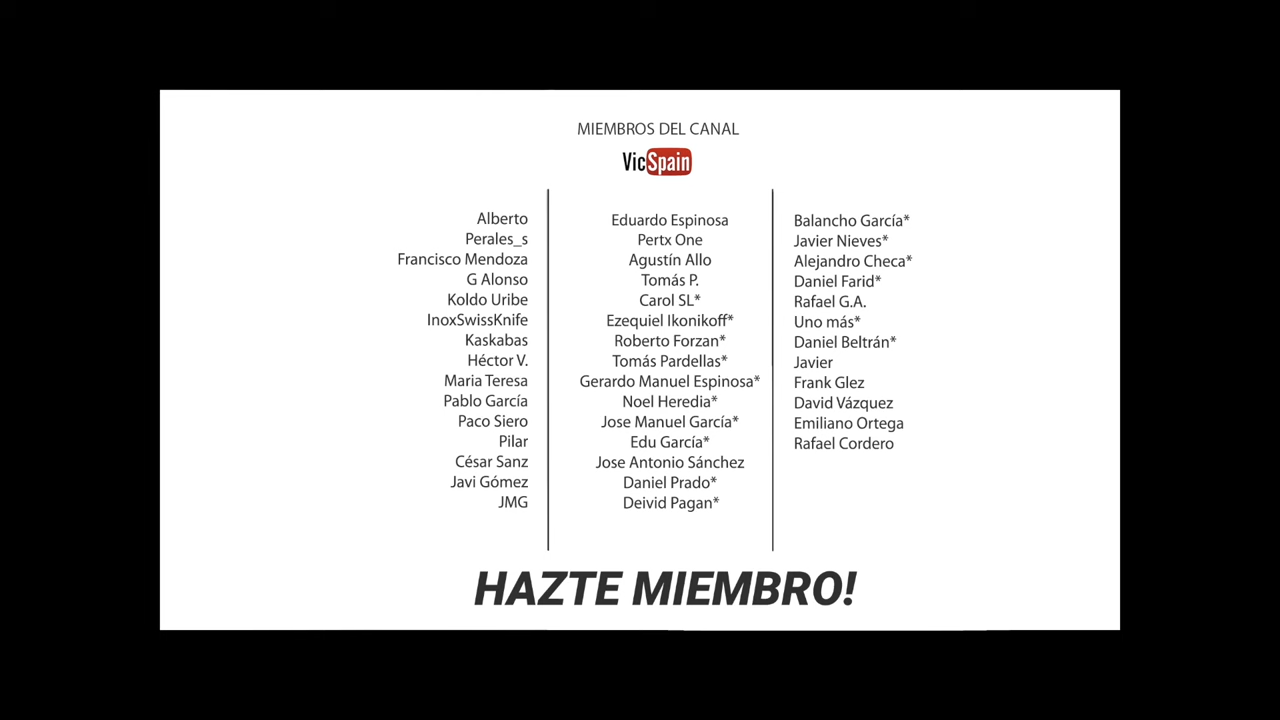 MIEMBROS DEL CANAL
VicSpain
Alberto
Perales_s
Francisco Mendoza
G Alonso
Koldo Uribe
InoxSwissKnife
Kaskabas
Héctor V.
Maria Teresa
Pablo García
Paco Siero
Pilar
César Sanz
Javi Gómez
JMG
Eduardo Espinosa
Pertx One
Agustín Allo
Tomás P.
Carol SL*
Ezequiel Ikonikoff*
Roberto Forzan*
Tomás Pardellas*
Gerardo Manuel Espinosa*
Noel Heredia*
Jose Manuel García*
Edu García*
Jose Antonio Sánchez
Daniel Prado*
Deivid Pagan*
Balancho García*
Javier Nieves*
Alejandro Checa*
Daniel Farid*
Rafael G.A.
Uno más*
Daniel Beltrán*
Javier
Frank Glez
David Vázquez
Emiliano Ortega
Rafael Cordero
HAZTE MIEMBRO!